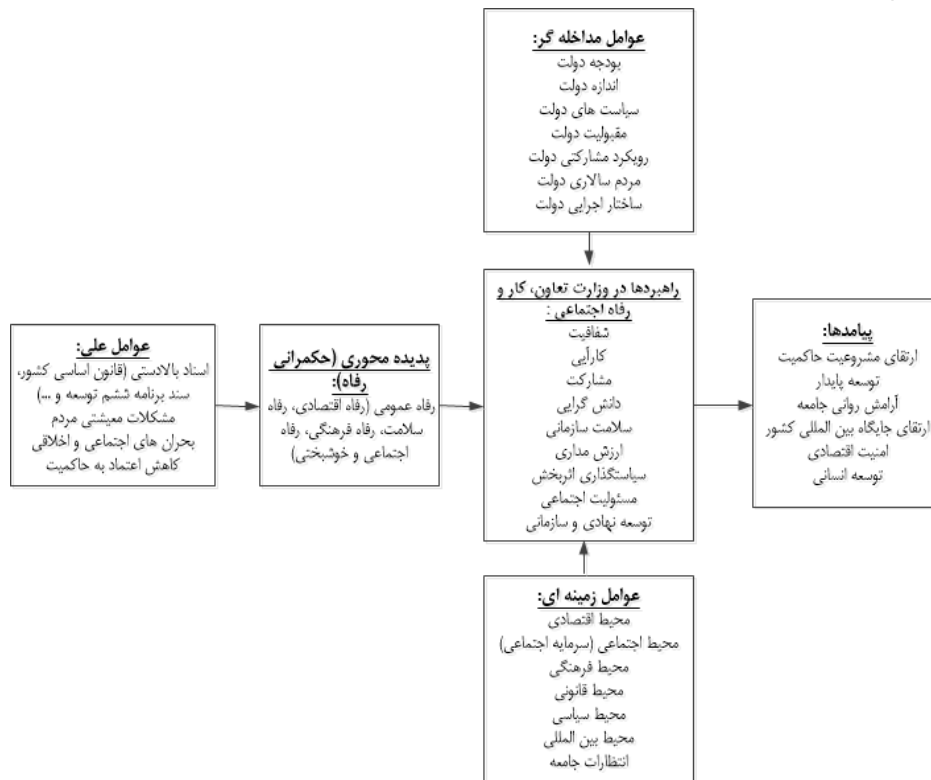 عوامل مداخله گر:
بودجه دولت
اندازه دولت
سیاست های دولت
مقبولیت دولت
رویکرد مشارکتی دولت
مردم سالاری دولت
ساختار اجرایی دولت
راهبردها در وزارت تعاون، کار و
رفاه اجتماعی :
شفافیت
کارآیی
مشارکت
دانش گرایی
سلامت سازمانی
ارزش مداری
سیاستگذاری اثربخش
مسئولیت اجتماعی
توسعه نهادی و سازمانی
پیامدها:
ارتقای مشروعیت حاکمیت
توسعه پایدار
آرامش روانی جامعه
ارتقای جایگاه بین المللی کشور
امنیت اقتصادی
توسعه انسانی
پدیده محوری (حکمرانی
رفاه):
رفاه عمومی (رفاه اقتصادی، رفاه
سلامت، رفاه فرهنگی، رفاه
اجتماعی و خوشبختی)
عوامل علی:
اسناد بالادستی (قانون اساسی کشور،
سند برنامه ششم توسعه و ...)
مشکلات معیشتی مردم
بحران های اجتماعی و اخلاقی
کاهش اعتماد به حاکمیت
عوامل زمینه ای:
محیط اقتصادی
محیط اجتماعی (سرمایه اجتماعی)
محیط فرهنگی
محیط قانونی
محیط سیاسی
محیط بین المللی
انتظارات جامعه